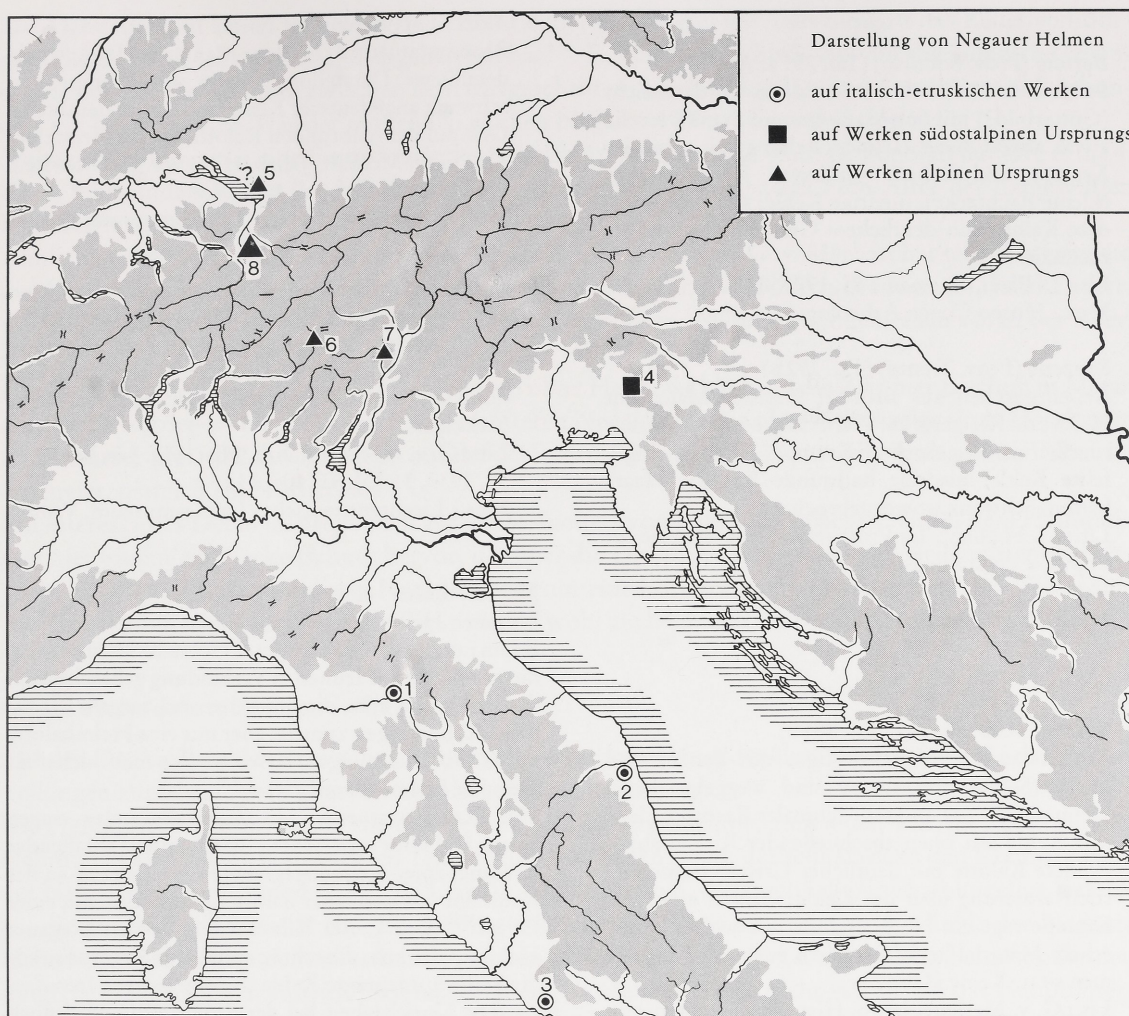 Darstellung von Negauer Helmen
auf italisch-etruskischen Werken
auf Werken südostalpinen Ursprungs
auf Werken alpinen Ursprungs
? 5
8
6
7
4
1
2
3